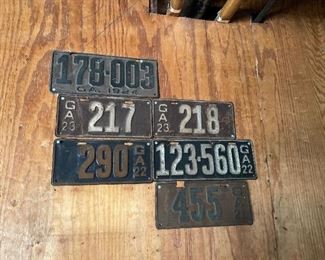 178-003
GA. 1924
GA 23 217
GA 23 218
290 GA 22
123-560 GA 22
455